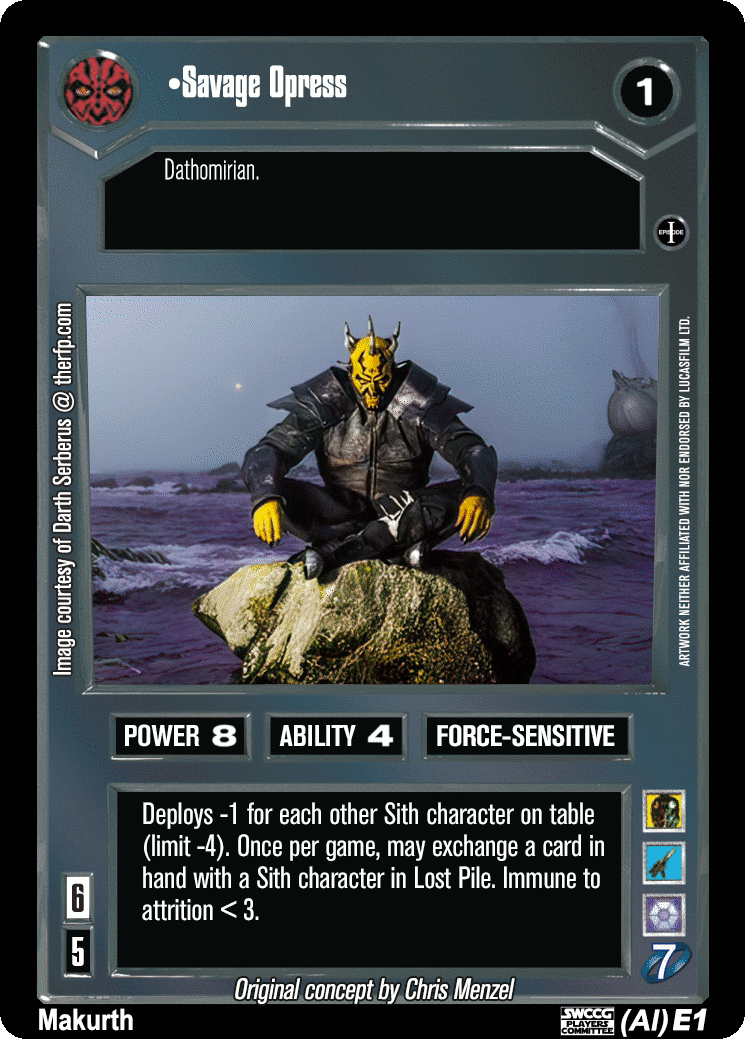 •Savage Opress
1
Dathomirian.
EPISODE
I
Image courtesy of Darth Serberus @ therfp.com
ARTWORK NEITHER AFFILIATED WITH NOR ENDORSED BY LUCASFILM LTD.
POWER 8
ABILITY 4
FORCE-SENSITIVE
Deploys -1 for each other Sith character on table
(limit -4). Once per game, may exchange a card in
hand with a Sith character in Lost Pile. Immune to
attrition < 3.
6
5
7
Original concept by Chris Menzel
Makurth
SWCCG
PLAYERS
COMMITTEE
(AI) E1